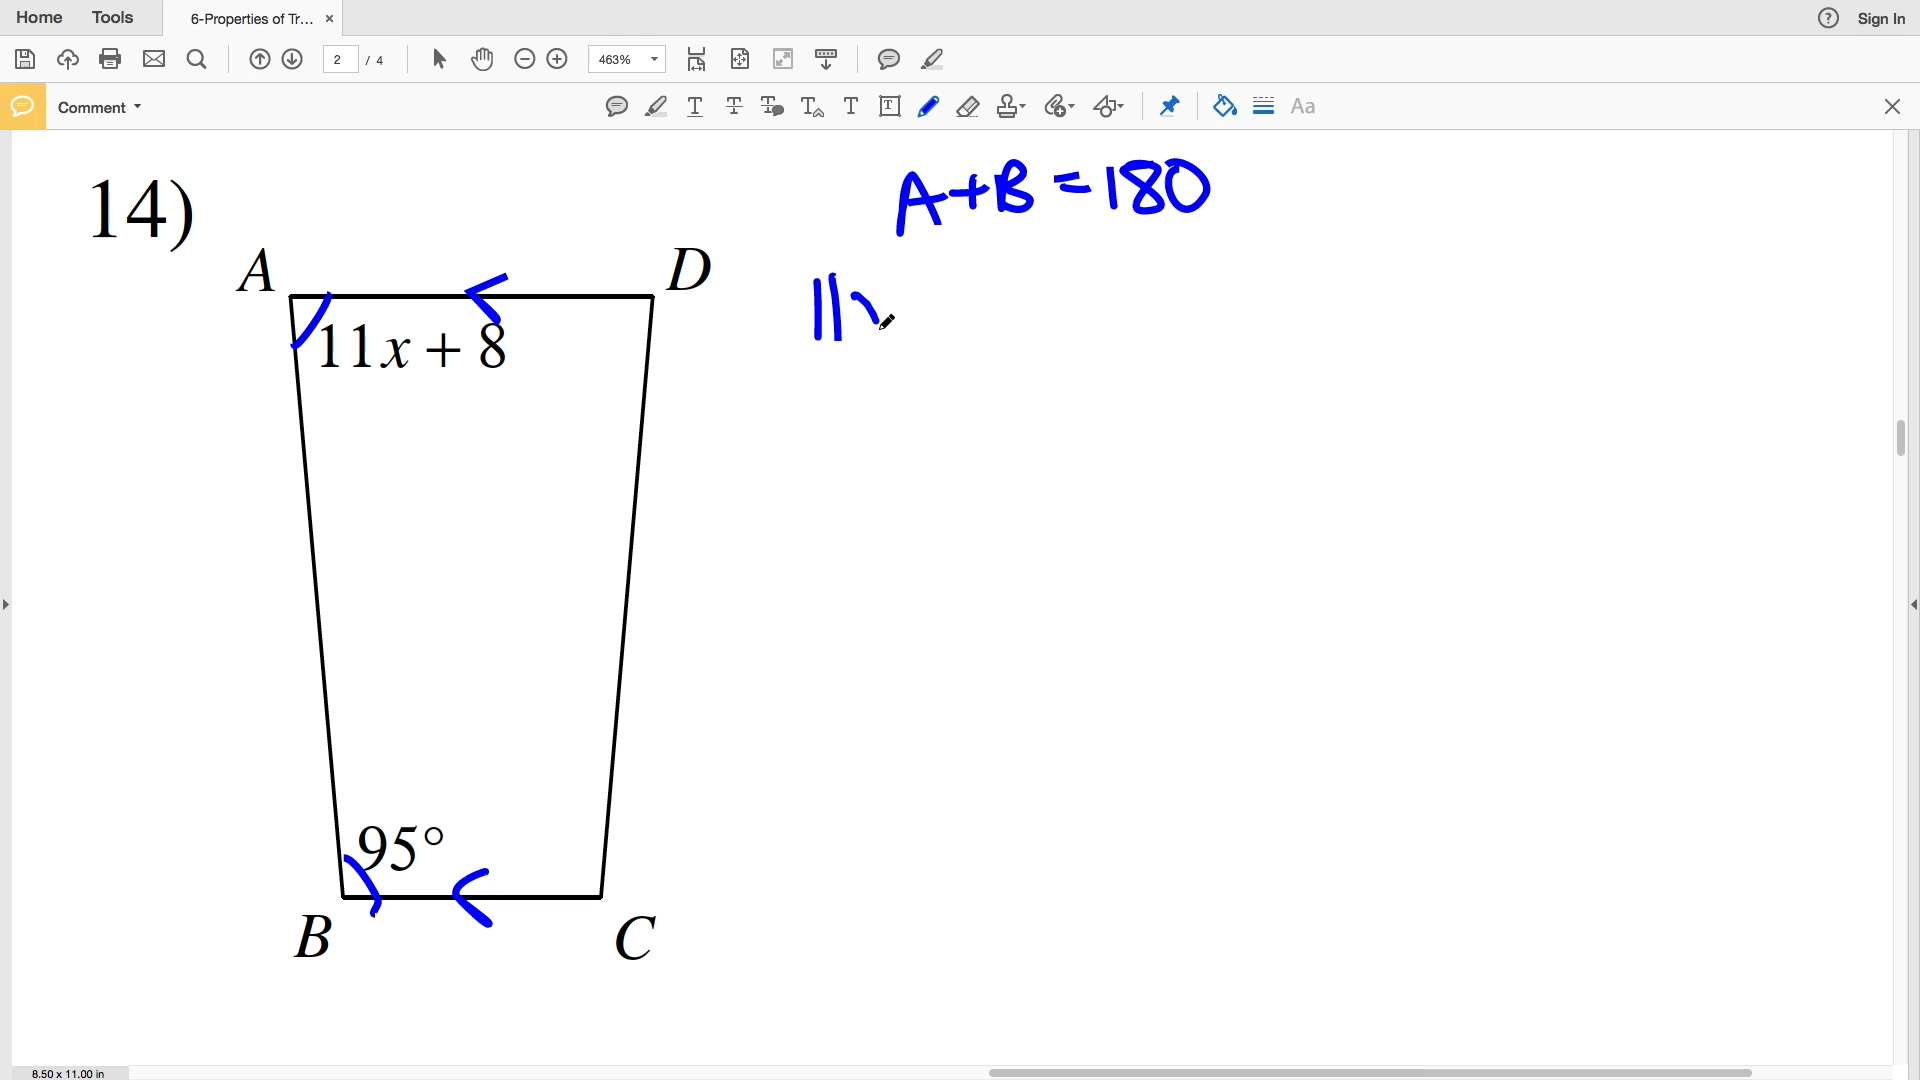 Home Tools 6-Properties of Tr... × Sign In
2 / 4 463%
Comment Aa
14)
A+B=180
A D
11x + 8
11x
95°
B C
8.50 x 11.00 in